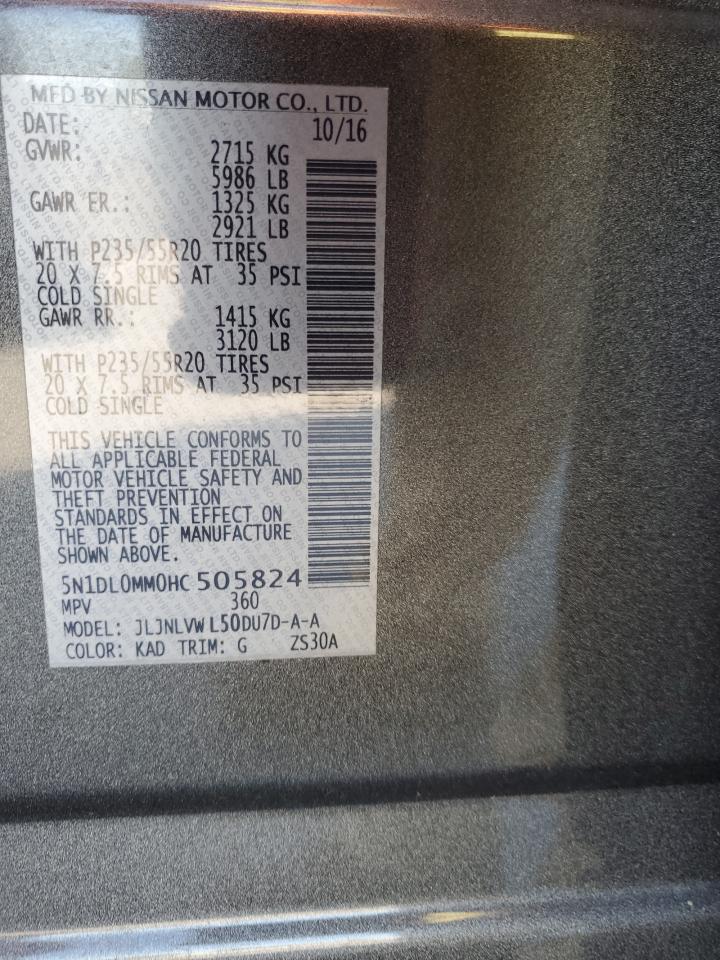 MFD BY NISSAN MOTOR CO., LTD.
DATE: 10/16
GVWR: 2715 KG
5986 LB
GAWR FR.: 1325 KG
2921 LB
WITH P235/55R20 TIRES
20 X 7.5 RIMS AT 35 PSI
COLD SINGLE
GAWR RR.: 1415 KG
3120 LB
WITH P235/55R20 TIRES
20 X 7.5 RIMS AT 35 PSI
COLD SINGLE
THIS VEHICLE CONFORMS TO
ALL APPLICABLE FEDERAL
MOTOR VEHICLE SAFETY AND
THEFT PREVENTION
STANDARDS IN EFFECT ON
THE DATE OF MANUFACTURE
SHOWN ABOVE.
5N1DL0MM0HC 505824
MPV 360
MODEL: JLJNLVW L50DU7D-A-A
COLOR: KAD TRIM: G ZS30A